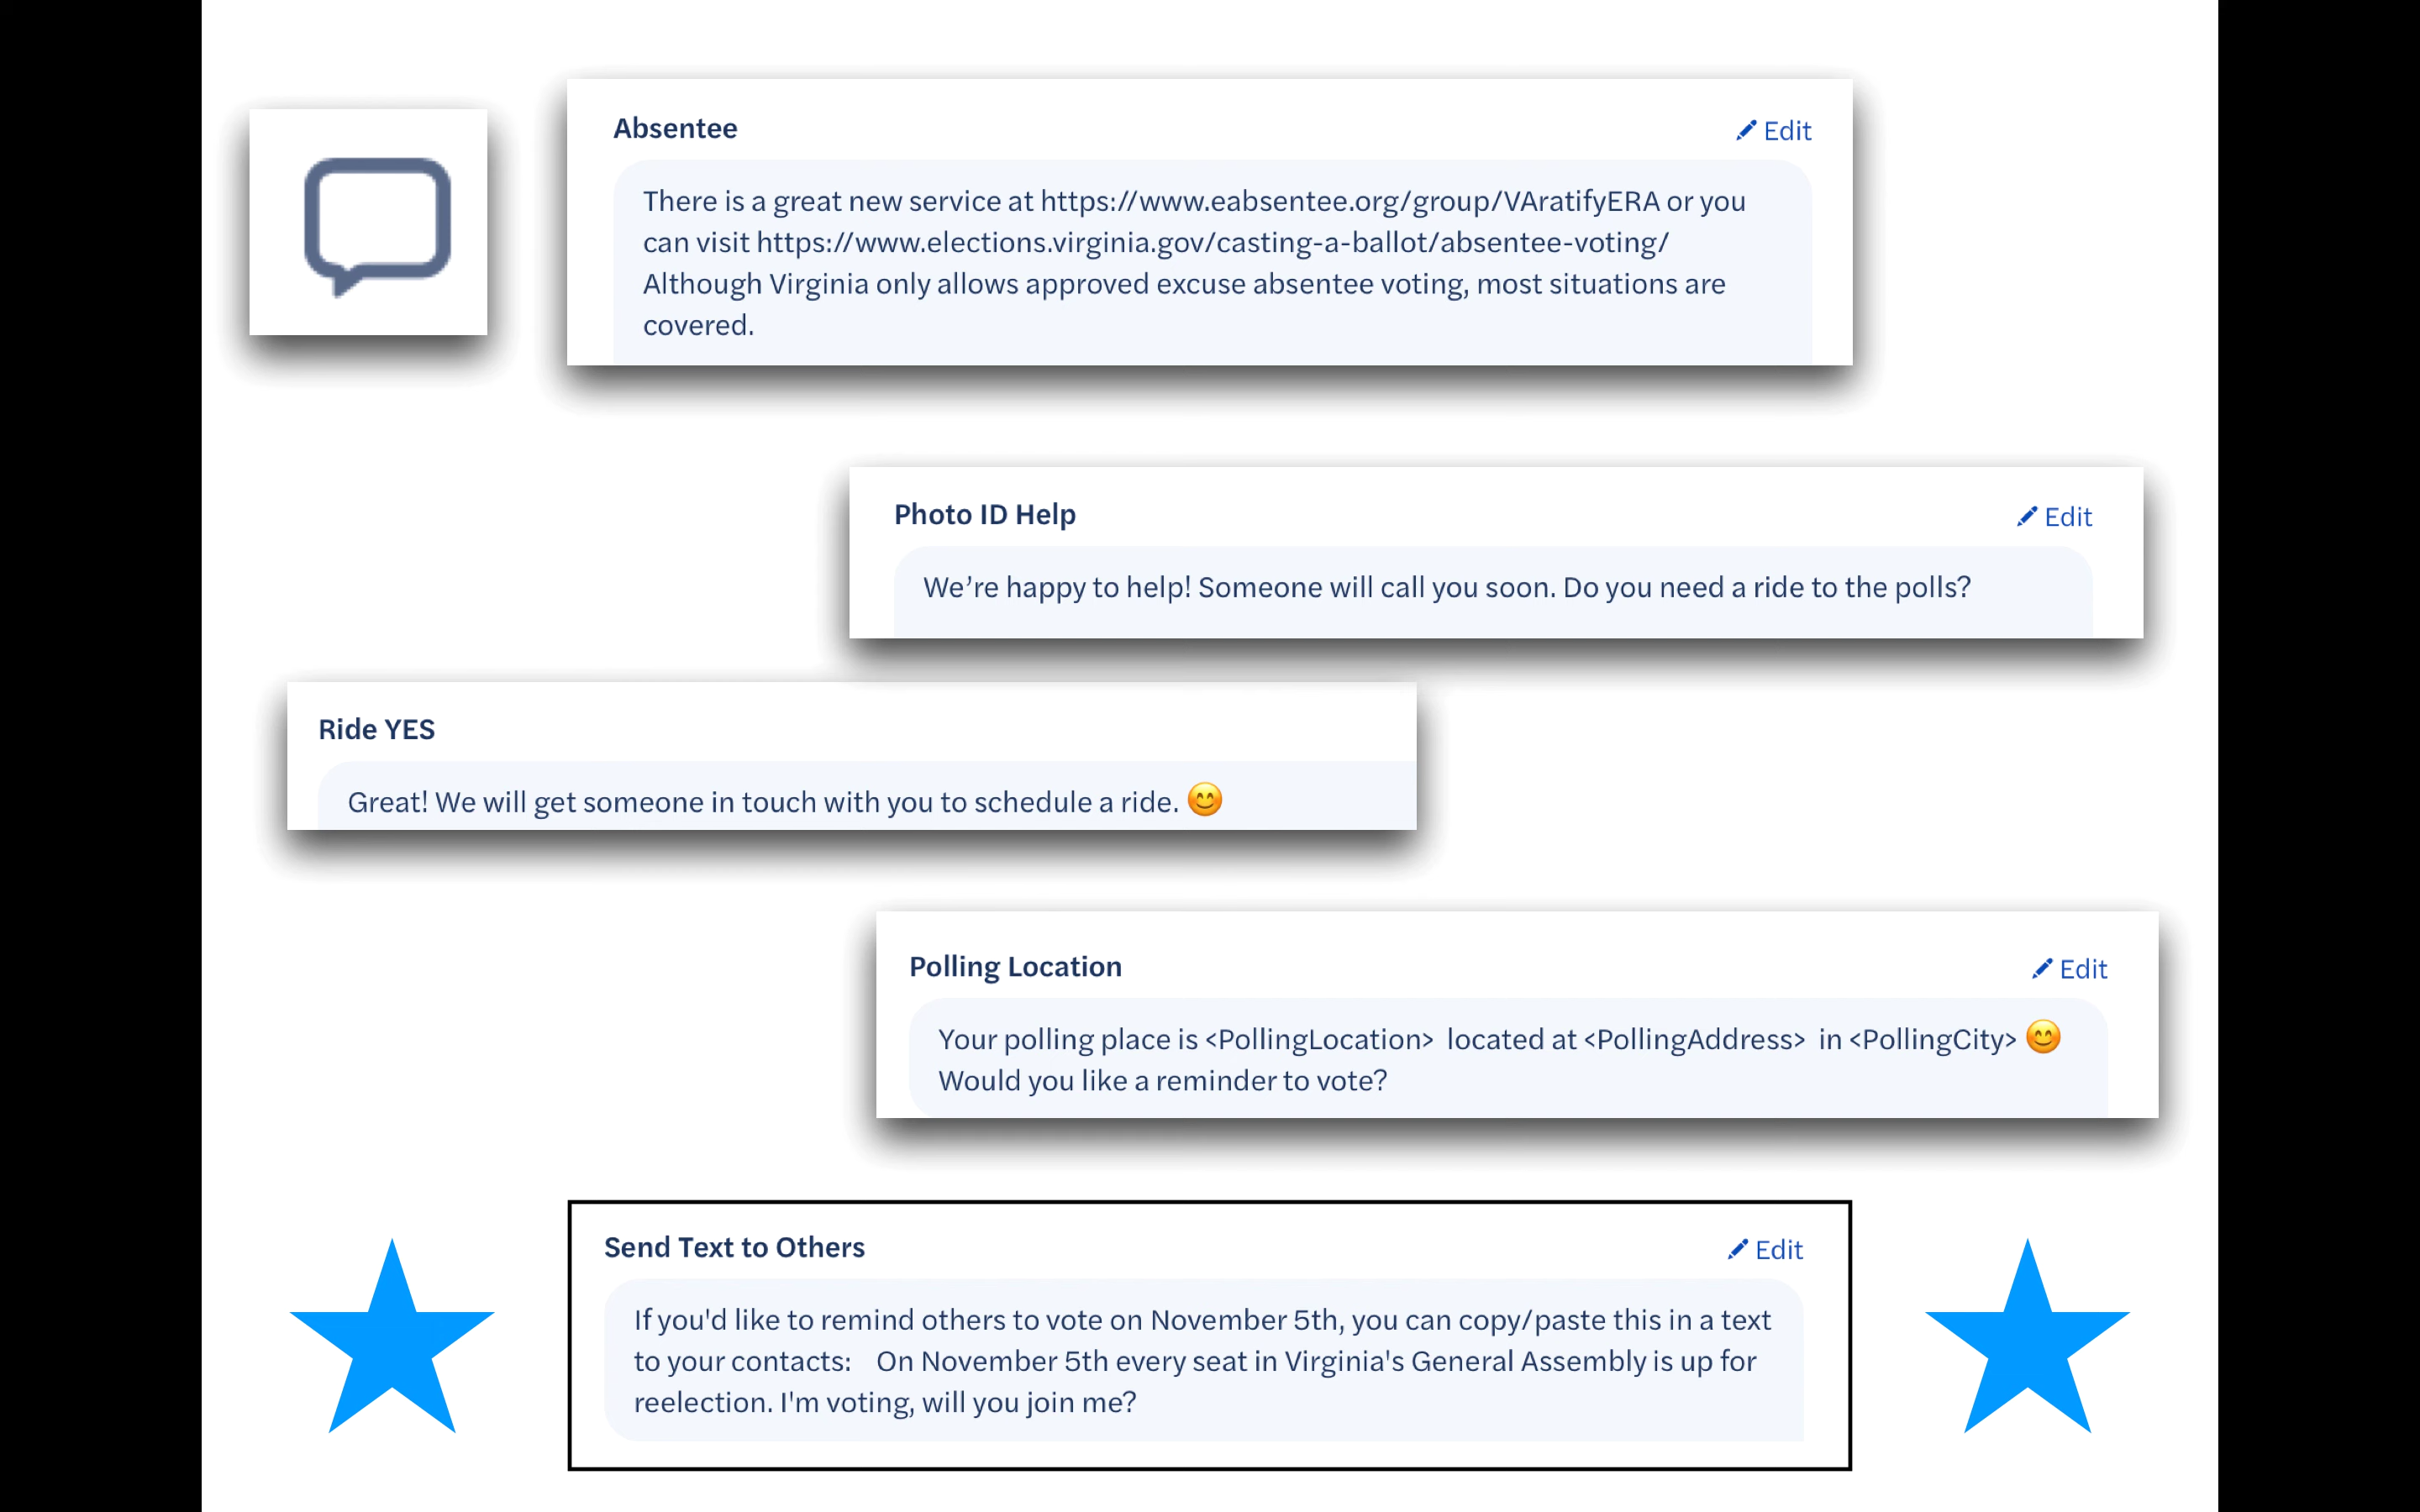 Absentee
Edit
There is a great new service at https://www.eabsentee.org/group/VAratifyERA or you
can visit https://www.elections.virginia.gov/casting-a-ballot/absentee-voting/
Although Virginia only allows approved excuse absentee voting, most situations are
covered.
Photo ID Help
Edit
We’re happy to help! Someone will call you soon. Do you need a ride to the polls?
Ride YES
Great! We will get someone in touch with you to schedule a ride. 😊
Polling Location
Edit
Your polling place is <PollingLocation>  located at <PollingAddress>  in <PollingCity> 😊
Would you like a reminder to vote?
Send Text to Others
Edit
If you'd like to remind others to vote on November 5th, you can copy/paste this in a text
to your contacts:   On November 5th every seat in Virginia's General Assembly is up for
reelection. I'm voting, will you join me?